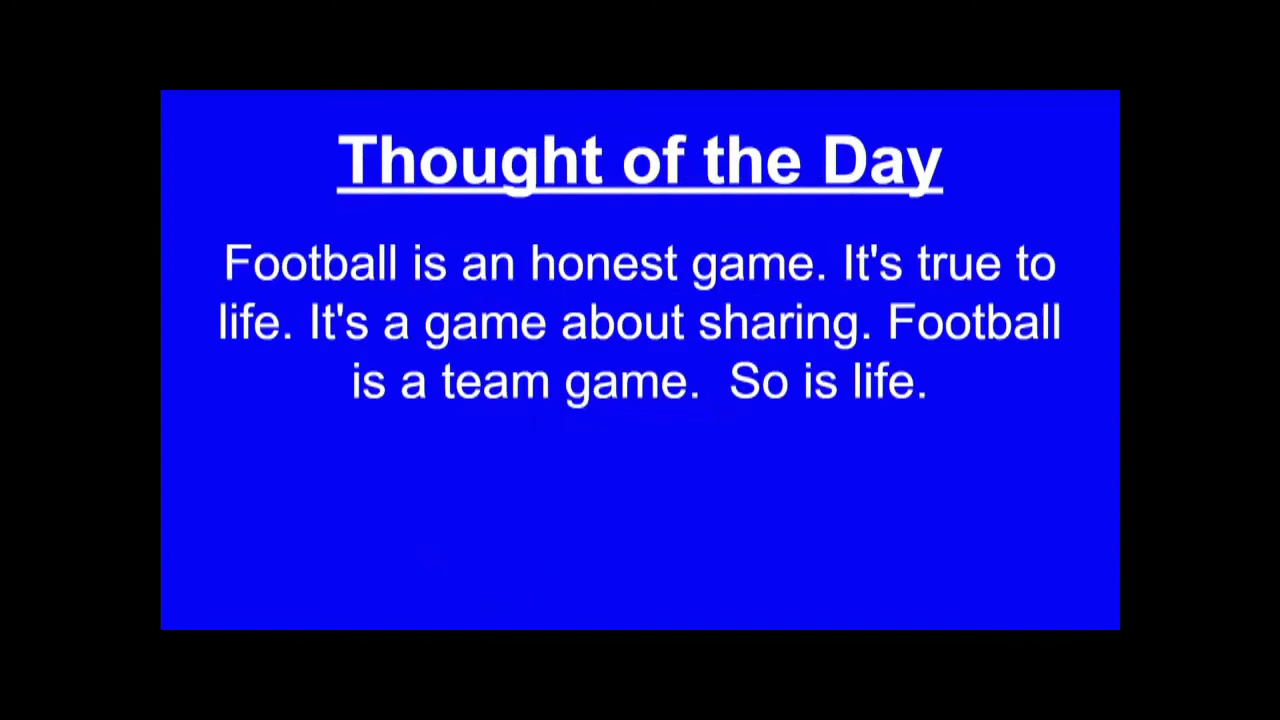 Thought of the Day
Football is an honest game. It's true to
life. It's a game about sharing. Football
is a team game.  So is life.